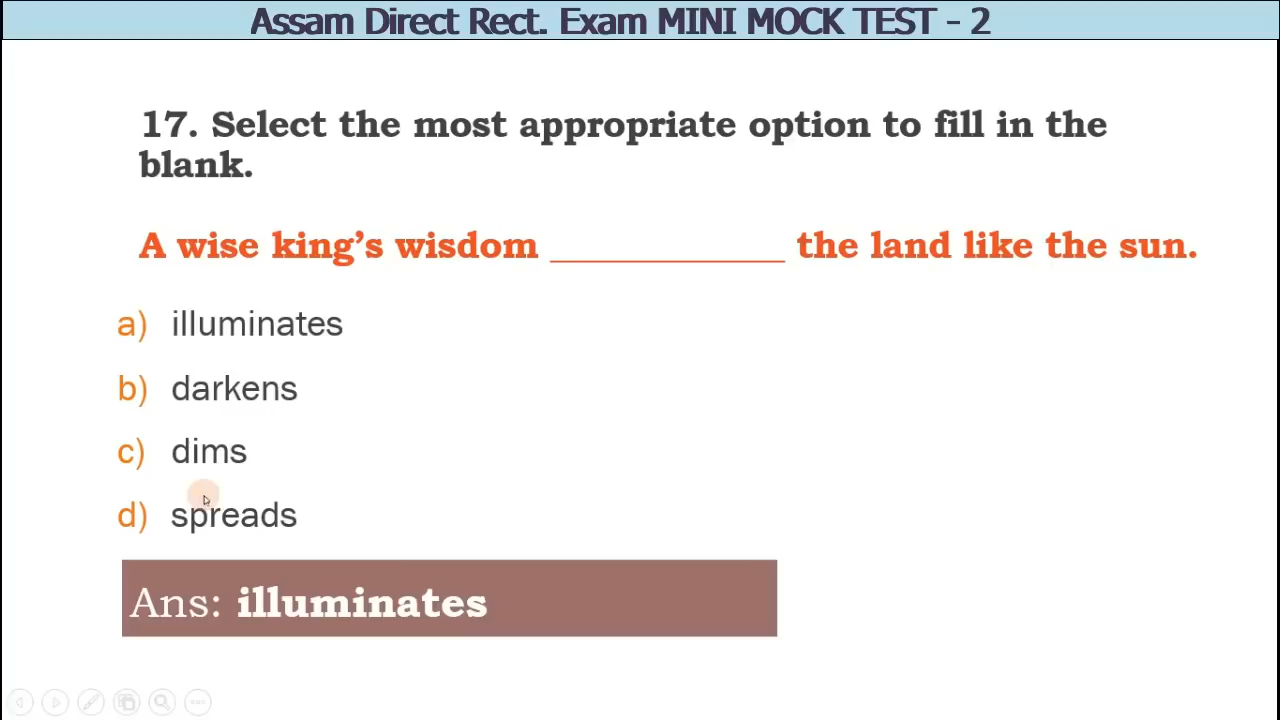 Assam Direct Rect. Exam MINI MOCK TEST - 2
17. Select the most appropriate option to fill in the
blank.
A wise king’s wisdom _____________ the land like the sun.
a) illuminates
b) darkens
c) dims
d) spreads
Ans: illuminates